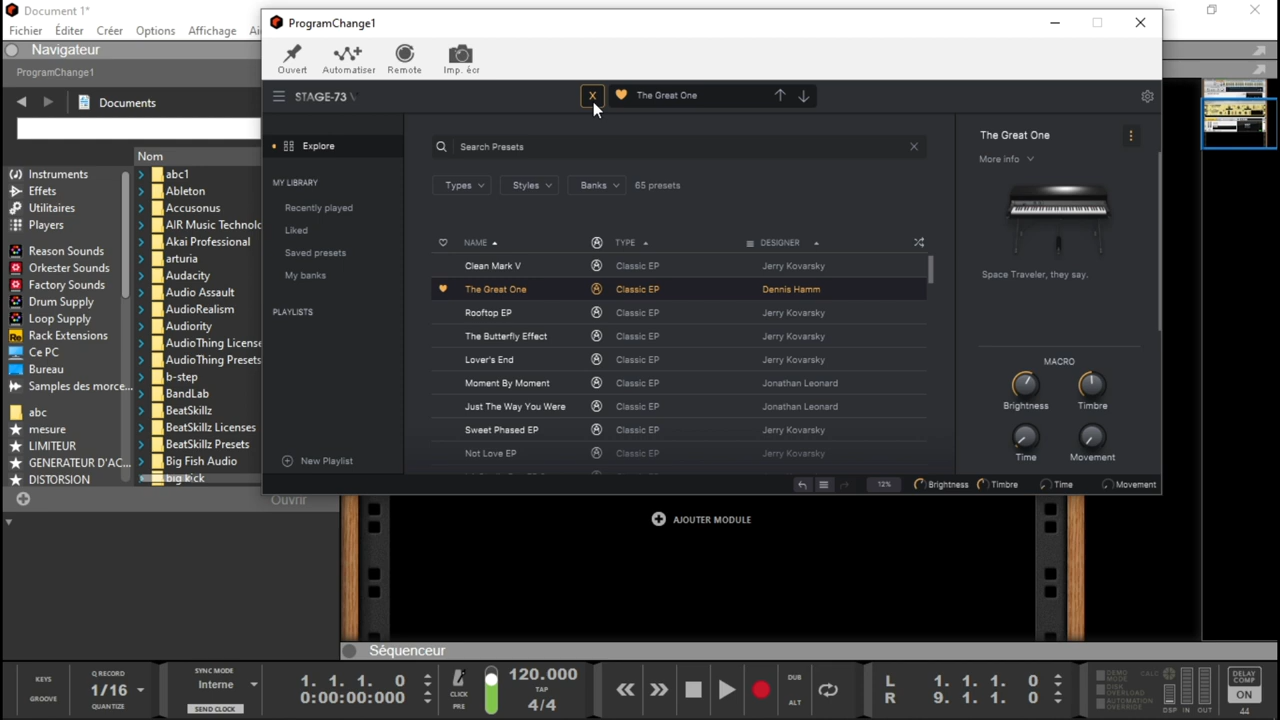 Document 1*
Fichier Éditer Créer Options Affichage
Navigateur
ProgramChange1
Documents
Nom
Instruments
Effets
Utilitaires
Players
Reason Sounds
Orkester Sounds
Factory Sounds
Drum Supply
Loop Supply
Rack Extensions
Ce PC
Bureau
Samples des morce...
abc
mesure
LIMITEUR
GENERATEUR D'AC...
DISTORSION
abc1
Ableton
Accusonus
AIR Music Technolo
Akai Professional
arturia
Audacity
Audio Assault
AudioRealism
Audiority
AudioThing License
AudioThing Presets
b-step
BandLab
BeatSkillz
BeatSkillz Licenses
BeatSkillz Presets
Big Fish Audio
big kick
Ouvrir
ProgramChange1
Ouvert Automatiser Remote Imp. écr
STAGE-73 V
X The Great One
Explore
MY LIBRARY
Recently played
Liked
Saved presets
My banks
PLAYLISTS
New Playlist
Search Presets
Types Styles Banks 65 presets
NAME TYPE DESIGNER
Clean Mark V Classic EP Jerry Kovarsky
The Great One Classic EP Dennis Hamm
Rooftop EP Classic EP Jerry Kovarsky
The Butterfly Effect Classic EP Jerry Kovarsky
Lover's End Classic EP Jerry Kovarsky
Moment By Moment Classic EP Jonathan Leonard
Just The Way You Were Classic EP Jonathan Leonard
Sweet Phased EP Classic EP Jerry Kovarsky
Not Love EP Classic EP Jerry Kovarsky
The Great One
More info
Space Traveler, they say.
MACRO
Brightness Timbre
Time Movement
12% Brightness Timbre Time Movement
AJOUTER MODULE
Séquenceur
KEYS
GROOVE
Q RECORD
1/16
QUANTIZE
SYNC MODE
Interne
SEND CLOCK
1. 1. 1. 0
0:00:00:000
CLICK
PRE
120.000
TAP
4/4
DUB
ALT
L 1. 1. 1. 0
R 9. 1. 1. 0
DEMO MODE
DISK OVERLOAD
AUTOMATION OVERRIDE
CALC
DSP IN OUT
DELAY COMP
ON
44